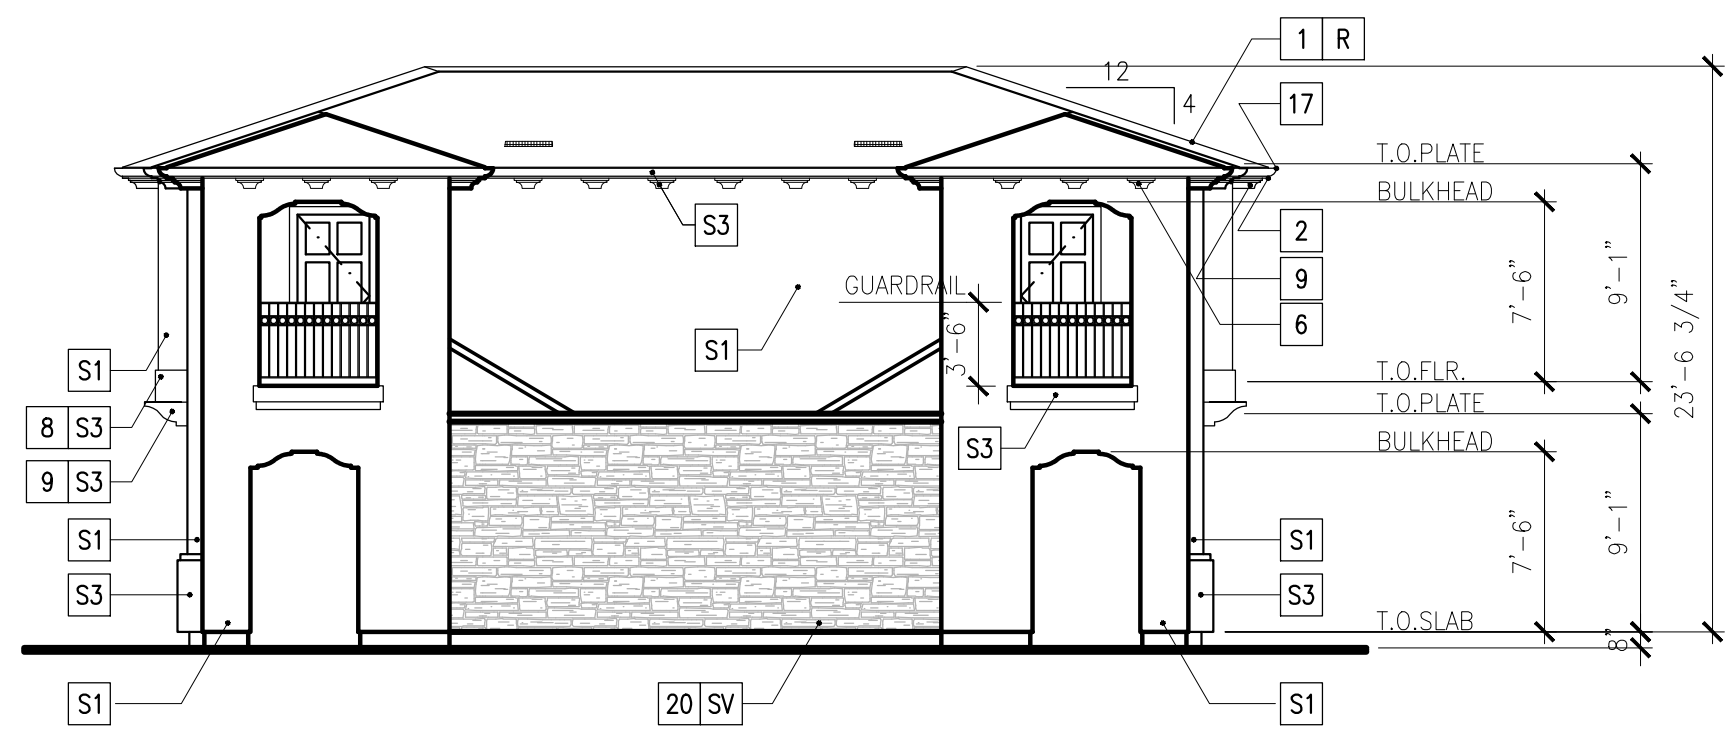 1 R
12
17
4
T.O.PLATE
BULKHEAD
S3
2
9
GUARDRAIL
6
7'-6"
9'-1"
23'-6 3/4"
S1
3'-6"
S1
T.O.FLR.
T.O.PLATE
8 S3
S3
BULKHEAD
9 S3
S1
S1
7'-6"
9'-1"
S3
S3
T.O.SLAB
8"
S1
20 SV
S1